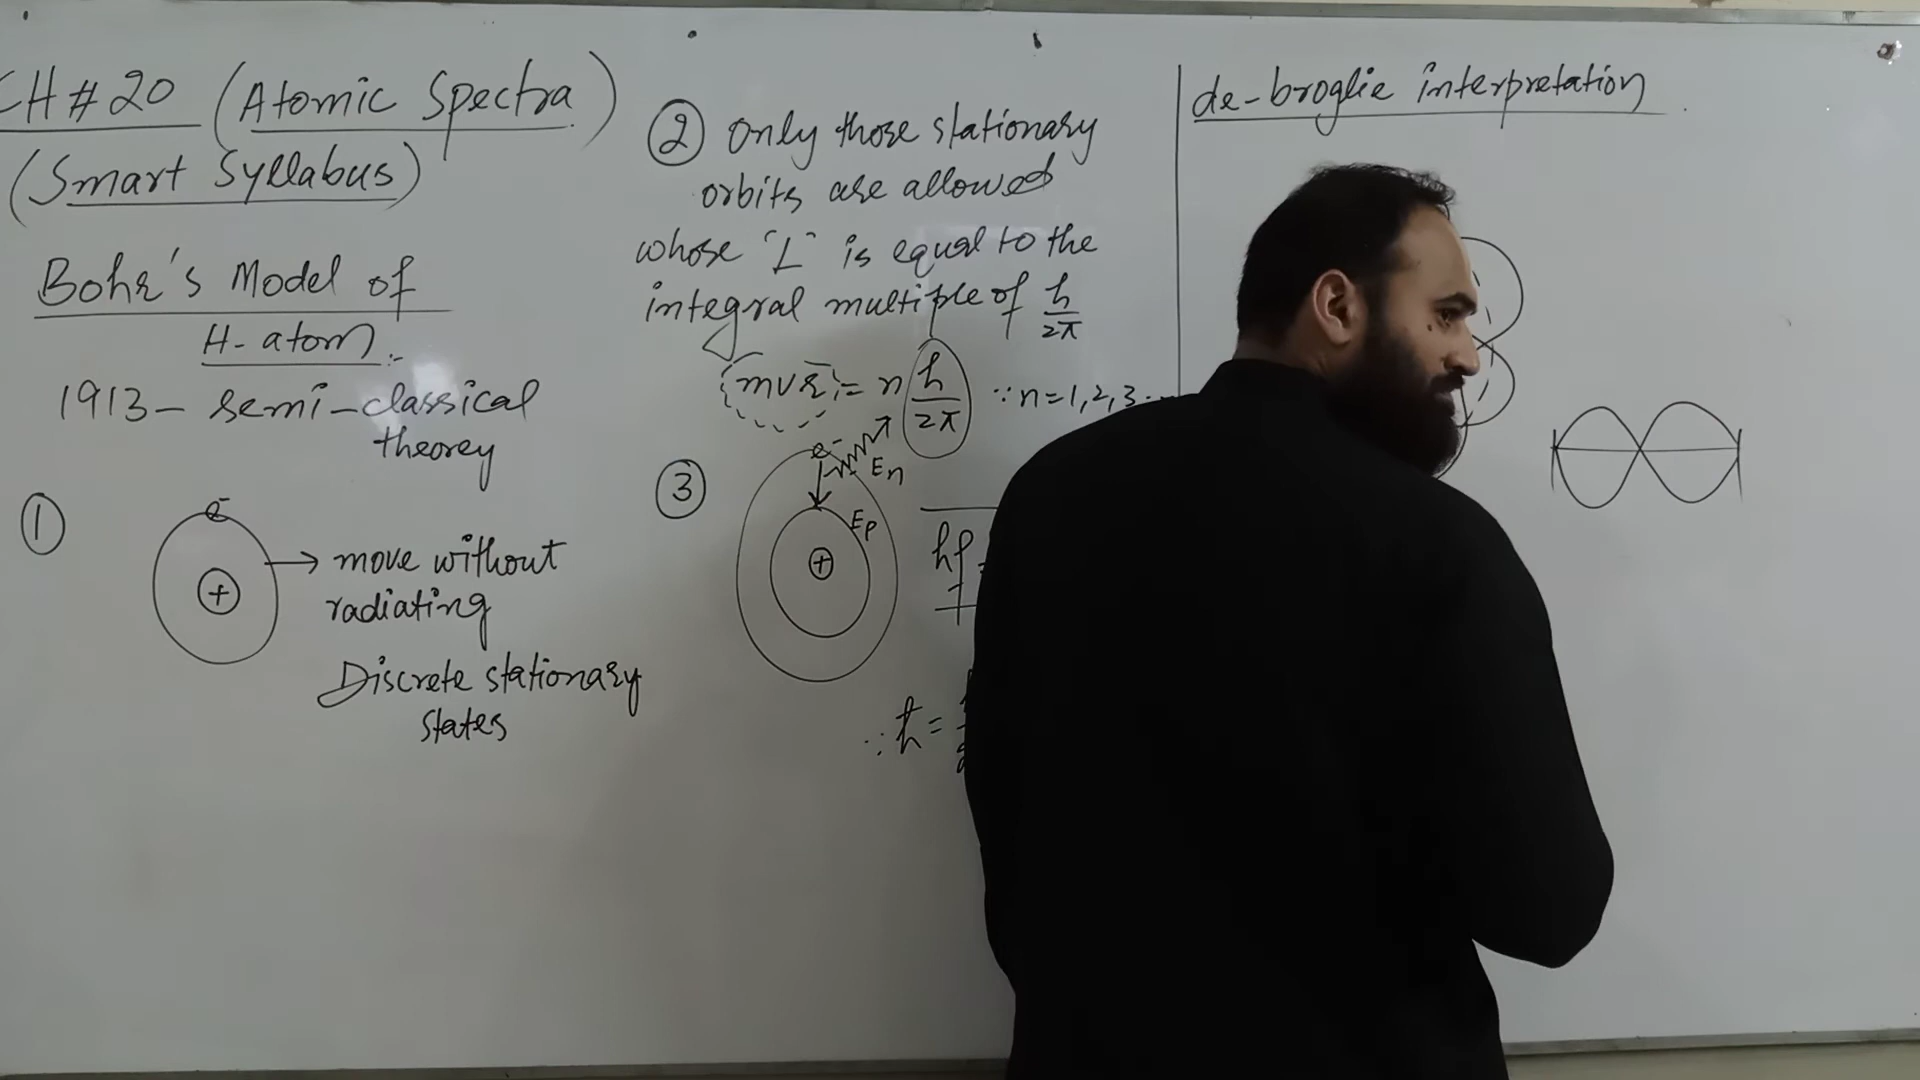 CH # 20 (Atomic Spectra)
(Smart Syllabus)
Bohr's Model of
H-atom :-
1913 - semi-classical
theorey
①
e⁻
+
→ move without
radiating
Discrete stationary
states
② Only those stationary
orbits are allowed
whose "L" is equal to the
integral multiple of h/2π
mvr = n h/2π ∵ n = 1,2,3
③
e⁻
En
Ep
+
hf =
∴ ħ =
de-broglie interpretation